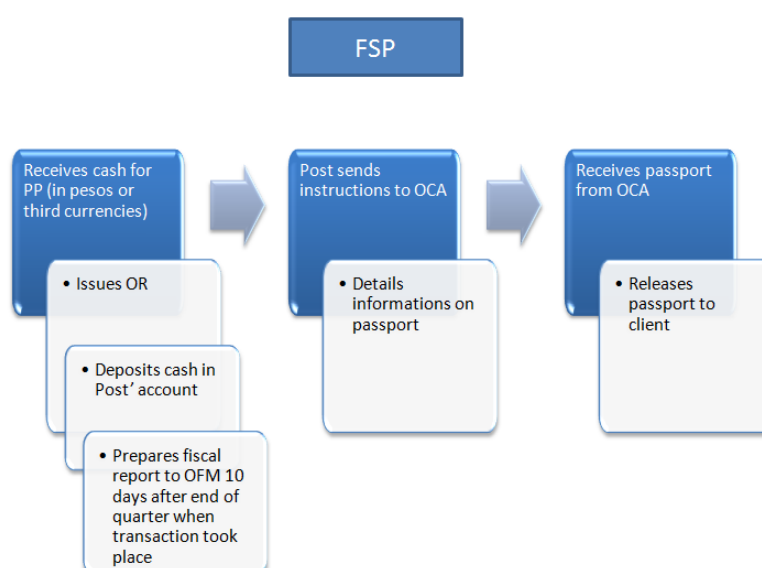 FSP
Receives cash for
PP (in pesos or
third currencies)
• Issues OR
• Deposits cash in
Post' account
• Prepares fiscal
report to OFM 10
days after end of
quarter when
transaction took
place
Post sends
instructions to OCA
• Details
informations on
passport
Receives passport
from OCA
• Releases
passport to
client